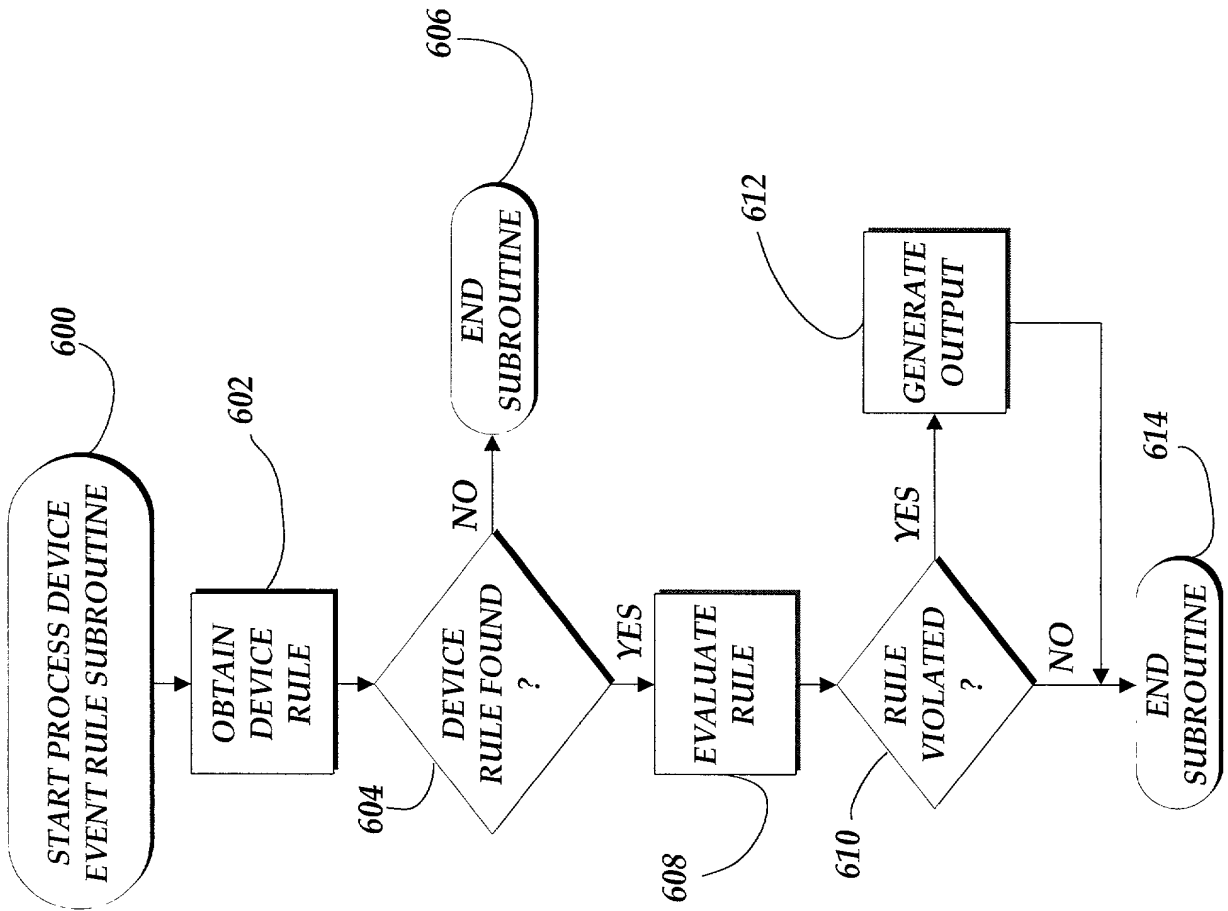 600
START PROCESS DEVICE
EVENT RULE SUBROUTINE
602
OBTAIN
DEVICE
RULE
604
DEVICE
RULE FOUND
?
NO
606
END
SUBROUTINE
YES
608
EVALUATE
RULE
610
RULE
VIOLATED
?
YES
612
GENERATE
OUTPUT
NO
614
END
SUBROUTINE